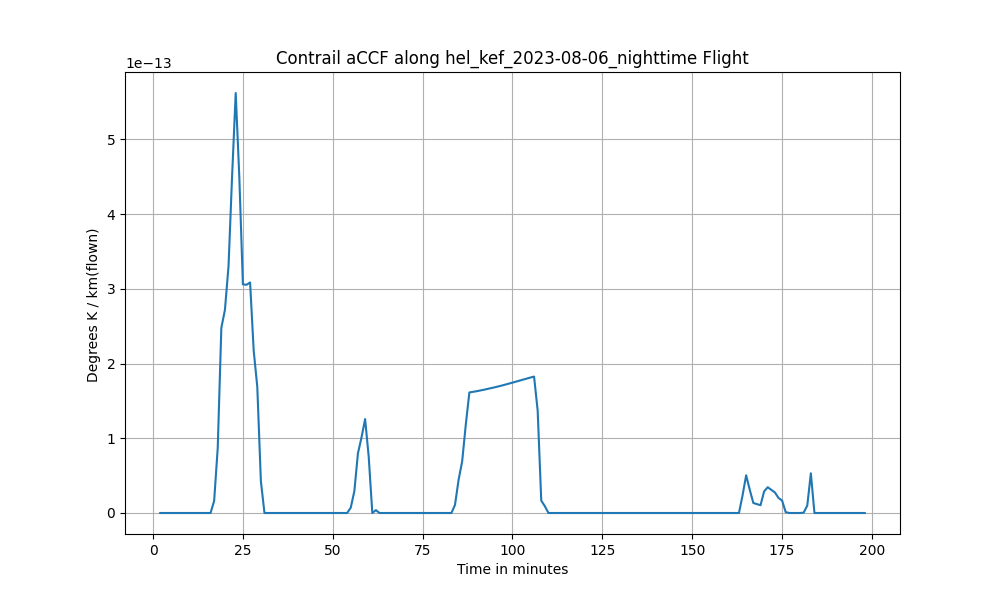 Contrail aCCF along hel_kef_2023-08-06_nighttime Flight
1e−13
5
4
3
2
1
0
Degrees K / km(flown)
0 25 50 75 100 125 150 175 200
Time in minutes